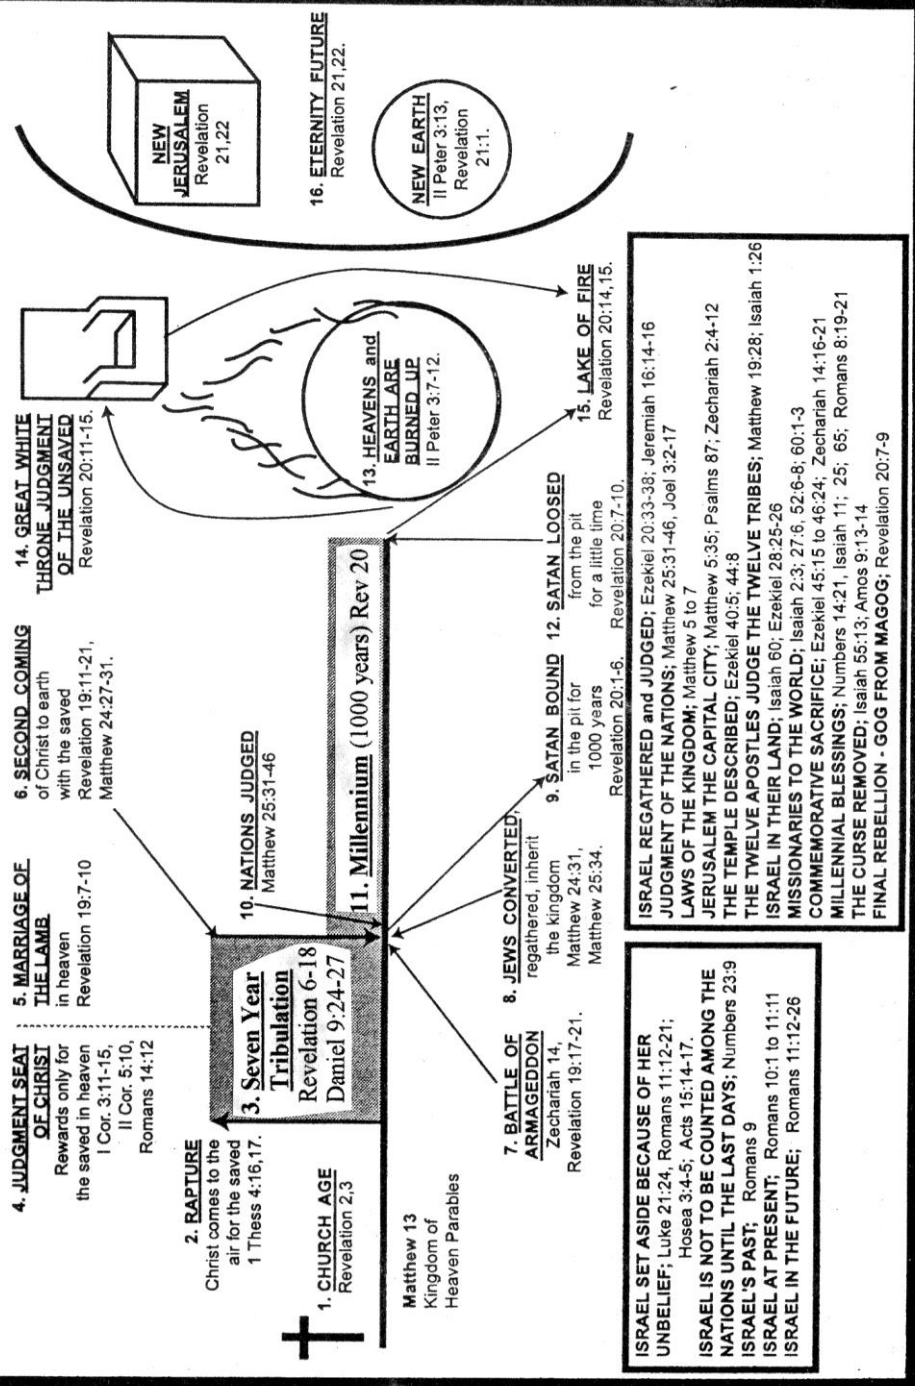 4. JUDGMENT SEAT
OF CHRIST
Rewards only for
the saved in heaven
I Cor. 3:11-15,
II Cor. 5:10,
Romans 14:12
5. MARRIAGE OF
THE LAMB
in heaven
Revelation 19:7-10
6. SECOND COMING
of Christ to earth
with the saved
Revelation 19:11-21,
Matthew 24:27-31.
14. GREAT WHITE
THRONE JUDGMENT
OF THE UNSAVED
Revelation 20:11-15.
NEW
JERUSALEM
Revelation
21,22
2. RAPTURE
Christ comes to the
air for the saved
1 Thess 4:16,17.
3. Seven Year
Tribulation
Revelation 6-18
Daniel 9:24-27
10. NATIONS JUDGED
Matthew 25:31-46
16. ETERNITY FUTURE
Revelation 21,22.
1. CHURCH AGE
Revelation 2,3
11. Millennium (1000 years) Rev 20
13. HEAVENS and
EARTH ARE
BURNED UP
II Peter 3:7-12.
NEW EARTH
II Peter 3:13,
Revelation
21:1.
Matthew 13
Kingdom of
Heaven Parables
7. BATTLE OF
ARMAGEDDON
Zechariah 14,
Revelation 19:17-21.
8. JEWS CONVERTED,
regathered, inherit
the kingdom
Matthew 24:31,
Matthew 25:34.
9. SATAN BOUND
in the pit for
1000 years
Revelation 20:1-6.
12. SATAN LOOSED
from the pit
for a little time
Revelation 20:7-10.
15. LAKE OF FIRE
Revelation 20:14,15.
ISRAEL SET ASIDE BECAUSE OF HER
UNBELIEF; Luke 21:24, Romans 11:12-21;
Hosea 3:4-5; Acts 15:14-17.
ISRAEL IS NOT TO BE COUNTED AMONG THE
NATIONS UNTIL THE LAST DAYS; Numbers 23:9
ISRAEL'S PAST; Romans 9
ISRAEL AT PRESENT; Romans 10:1 to 11:11
ISRAEL IN THE FUTURE; Romans 11:12-26
ISRAEL REGATHERED and JUDGED; Ezekiel 20:33-38; Jeremiah 16:14-16
JUDGMENT OF THE NATIONS; Matthew 25:31-46, Joel 3:2-17
LAWS OF THE KINGDOM; Matthew 5 to 7
JERUSALEM THE CAPITAL CITY; Matthew 5:35; Psalms 87; Zechariah 2:4-12
THE TEMPLE DESCRIBED; Ezekiel 40:5; 44:8
THE TWELVE APOSTLES JUDGE THE TWELVE TRIBES; Matthew 19:28; Isaiah 1:26
ISRAEL IN THEIR LAND; Isaiah 60; Ezekiel 28:25-26
MISSIONARIES TO THE WORLD; Isaiah 2:3; 27:6, 52:6-8; 60:1-3
COMMEMORATIVE SACRIFICE; Ezekiel 45:15 to 46:24; Zechariah 14:16-21
MILLENNIAL BLESSINGS; Numbers 14:21, Isaiah 11; 25; 65; Romans 8:19-21
THE CURSE REMOVED; Isaiah 55:13; Amos 9:13-14
FINAL REBELLION - GOG FROM MAGOG; Revelation 20:7-9